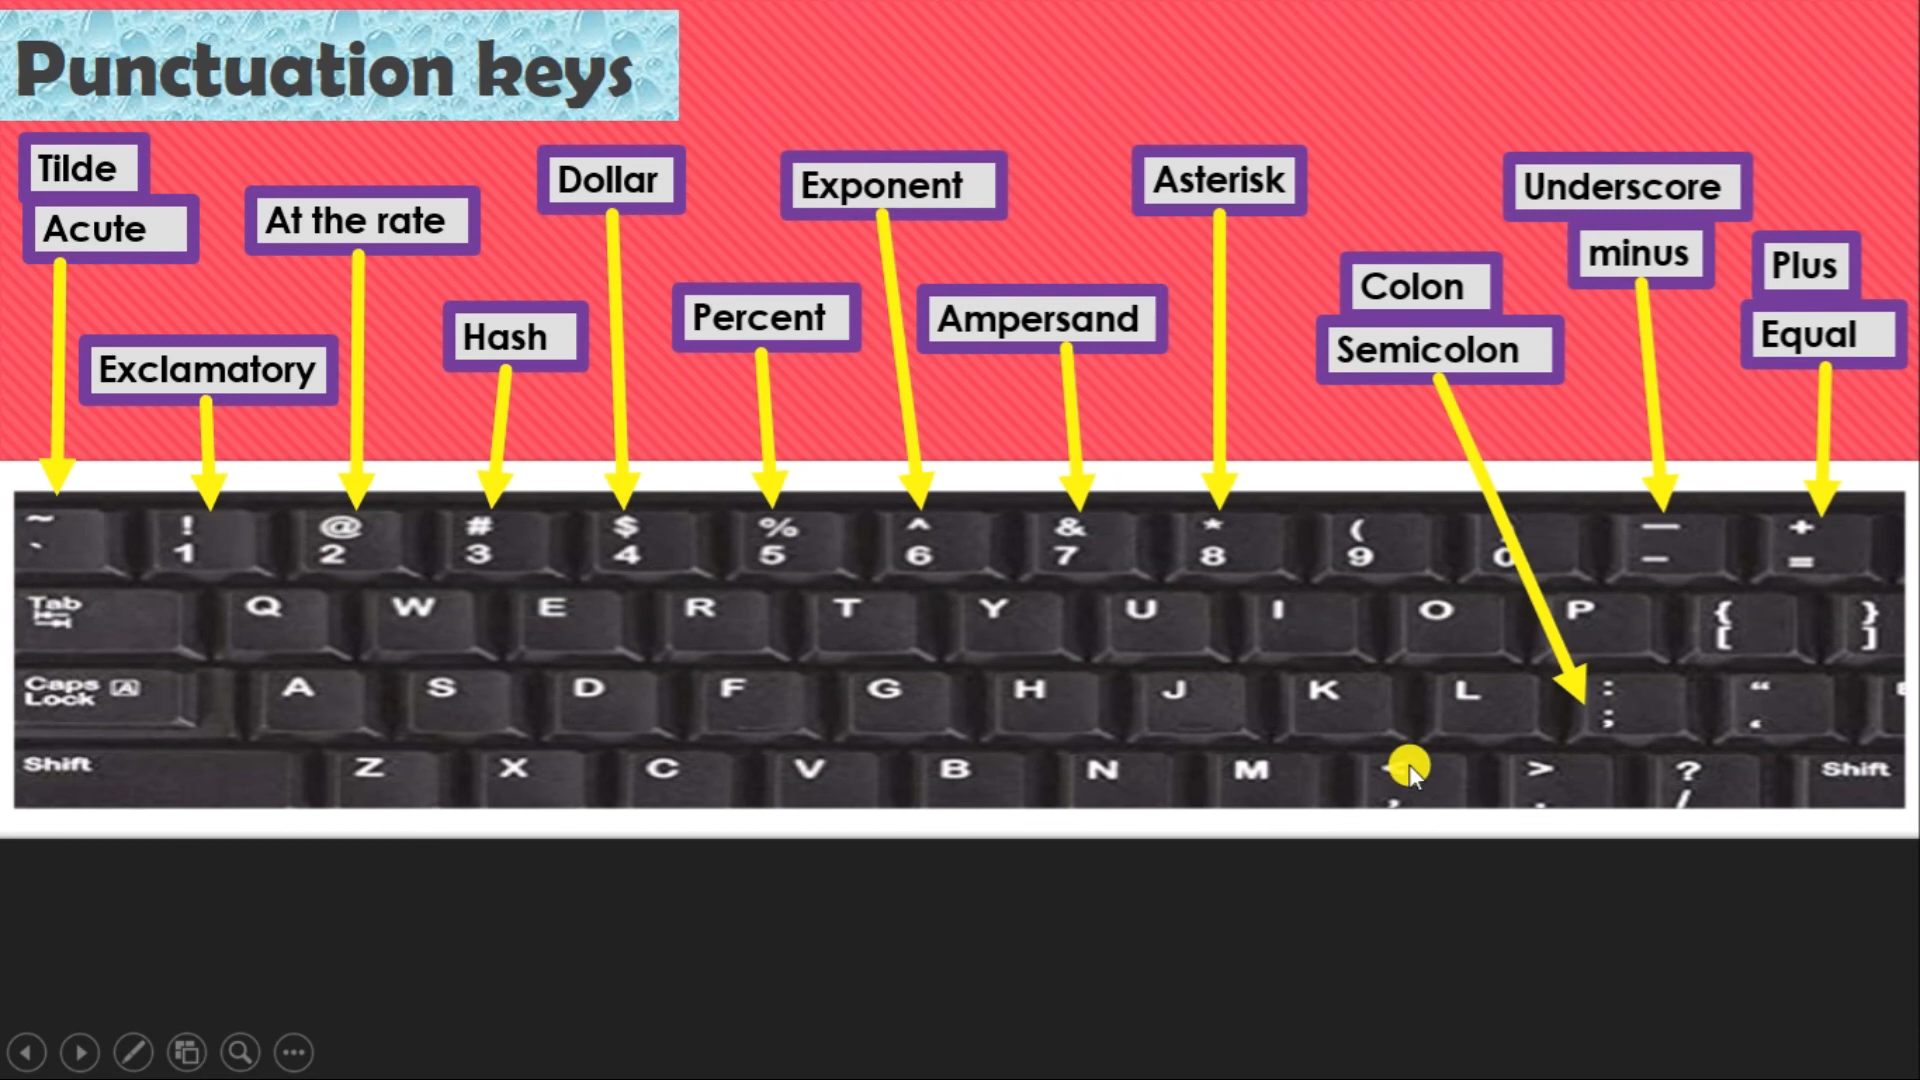 Punctuation keys
Tilde
Acute
Exclamatory
At the rate
Hash
Dollar
Percent
Exponent
Ampersand
Asterisk
Colon
Semicolon
Underscore
minus
Plus
Equal
~ ! @ # $ % ^ & * ( — +
` 1 2 3 4 5 6 7 8 9 0 – =
Tab Q W E R T Y U I O P { }
[ ]
Caps Lock A A S D F G H J K L : “
; ‘
Shift Z X C V B N M > ? Shift
, . /